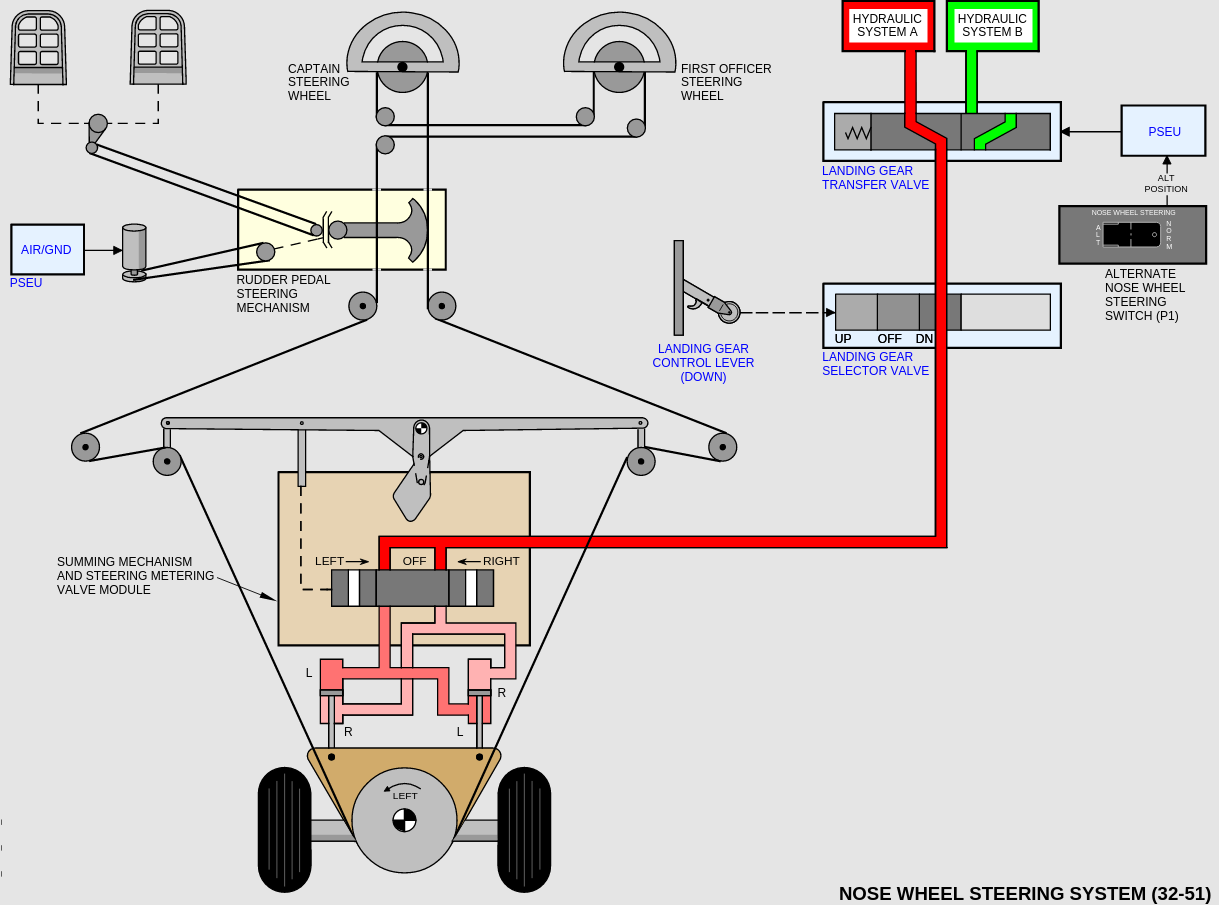 HYDRAULIC
SYSTEM A
HYDRAULIC
SYSTEM B
CAPTAIN
STEERING
WHEEL
FIRST OFFICER
STEERING
WHEEL
PSEU
LANDING GEAR
TRANSFER VALVE
ALT
POSITION
NOSE WHEEL STEERING
ALT
NORM
ALTERNATE
NOSE WHEEL
STEERING
SWITCH (P1)
AIR/GND
PSEU
RUDDER PEDAL
STEERING
MECHANISM
LANDING GEAR
CONTROL LEVER
(DOWN)
UP OFF DN
LANDING GEAR
SELECTOR VALVE
SUMMING MECHANISM
AND STEERING METERING
VALVE MODULE
LEFT OFF RIGHT
L
R
R
L
LEFT
NOSE WHEEL STEERING SYSTEM (32-51)